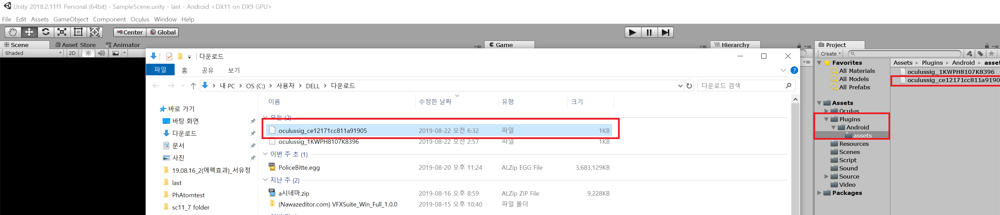 Unity 2018.2.11f1 Personal (64bit) - SampleScene.unity - last - Android <DX11 on DX9 GPU>
File Edit Assets GameObject Component Oculus Window Help
Center Global
Scene Asset Store Animator
Game
Hierarchy
Project
Shaded 2D
Create
다운로드
파일 홈 공유 보기
내 PC > OS (C:) > 사용자 > DELL > 다운로드
다운로드 검색
이름 수정한 날짜 유형 크기
바로 가기
바탕 화면
다운로드
문서
사진
19.08.16_2(에펙효과)_서유정
last
PhAtomtest
sc11_7 folder
오늘 (2)
oculussig_ce12171cc811a91905 2019-08-22 오전 6:32 파일 1KB
oculussig_1KWPH8107K8396 2019-08-22 오전 2:57 파일 1KB
이번 주 초 (1)
PoliceBitte.egg 2019-08-20 오후 11:24 ALZip EGG File 3,683,129KB
지난 주 (2)
a시네마.zip 2019-08-16 오후 8:59 ALZip ZIP File 9,228KB
(Nawazeditor.com) VFXSuite_Win_Full_1.0.0 2019-08-15 오후 10:40 파일 폴더
Favorites
All Materials
All Models
All Prefabs
Assets
Oculus
Plugins
Android
assets
Resources
Scenes
Script
Sound
Source
Video
Packages
Assets Plugins Android asset
oculussig_1KWPH8107K8396
oculussig_ce12171cc811a9190